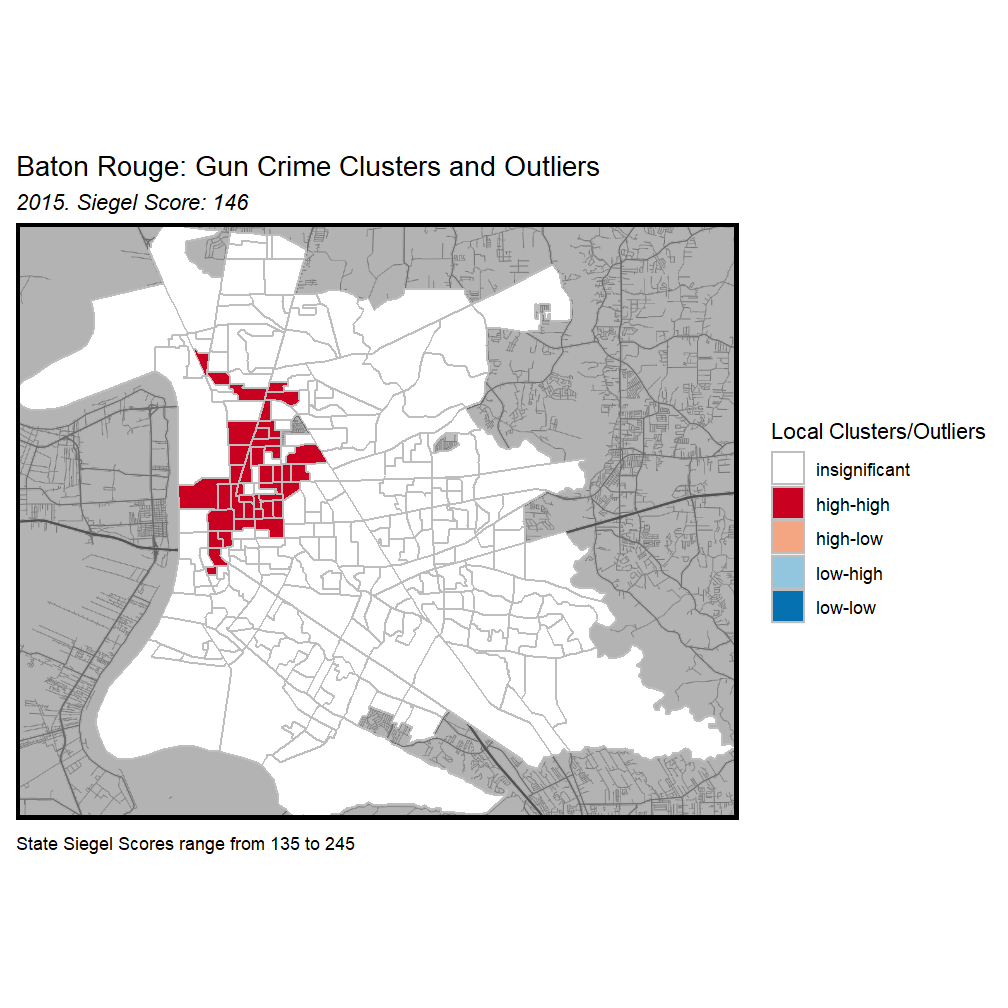 Baton Rouge: Gun Crime Clusters and Outliers
2015. Siegel Score: 146
Local Clusters/Outliers
insignificant
high-high
high-low
low-high
low-low
State Siegel Scores range from 135 to 245